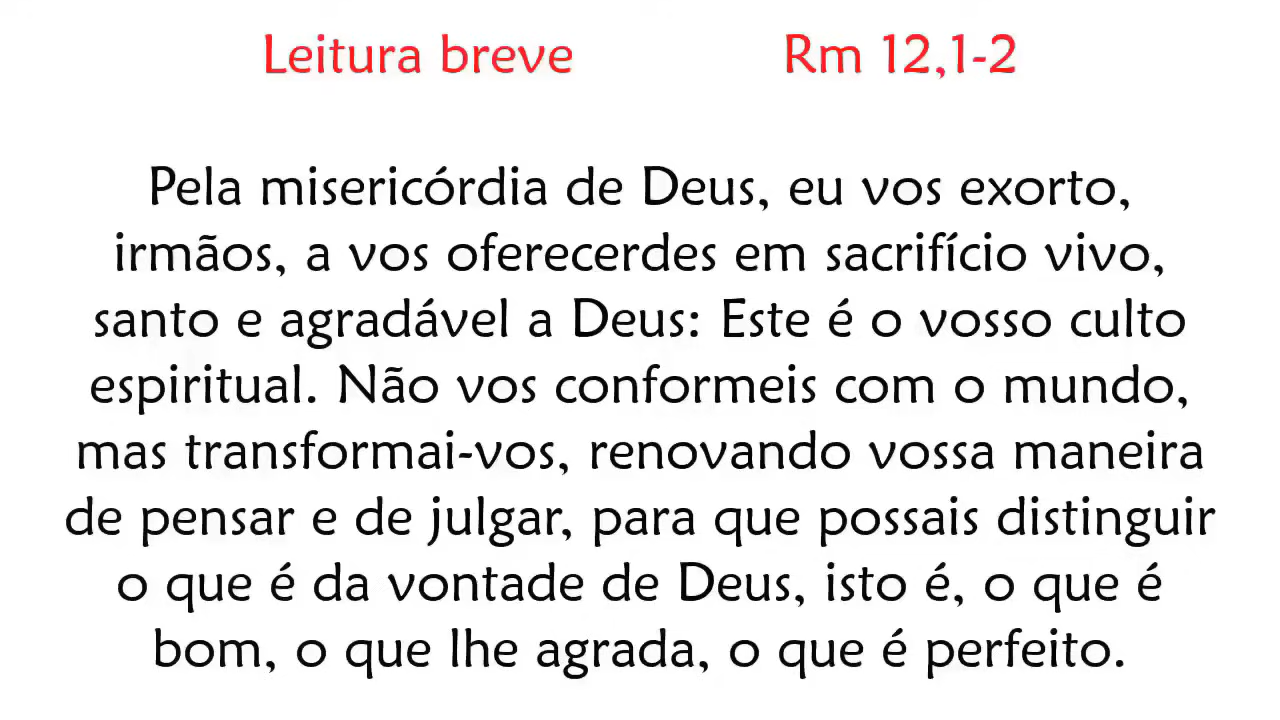 Leitura breve Rm 12,1-2
Pela misericórdia de Deus, eu vos exorto,
irmãos, a vos oferecerdes em sacrifício vivo,
santo e agradável a Deus: Este é o vosso culto
espiritual. Não vos conformeis com o mundo,
mas transformai-vos, renovando vossa maneira
de pensar e de julgar, para que possais distinguir
o que é da vontade de Deus, isto é, o que é
bom, o que lhe agrada, o que é perfeito.